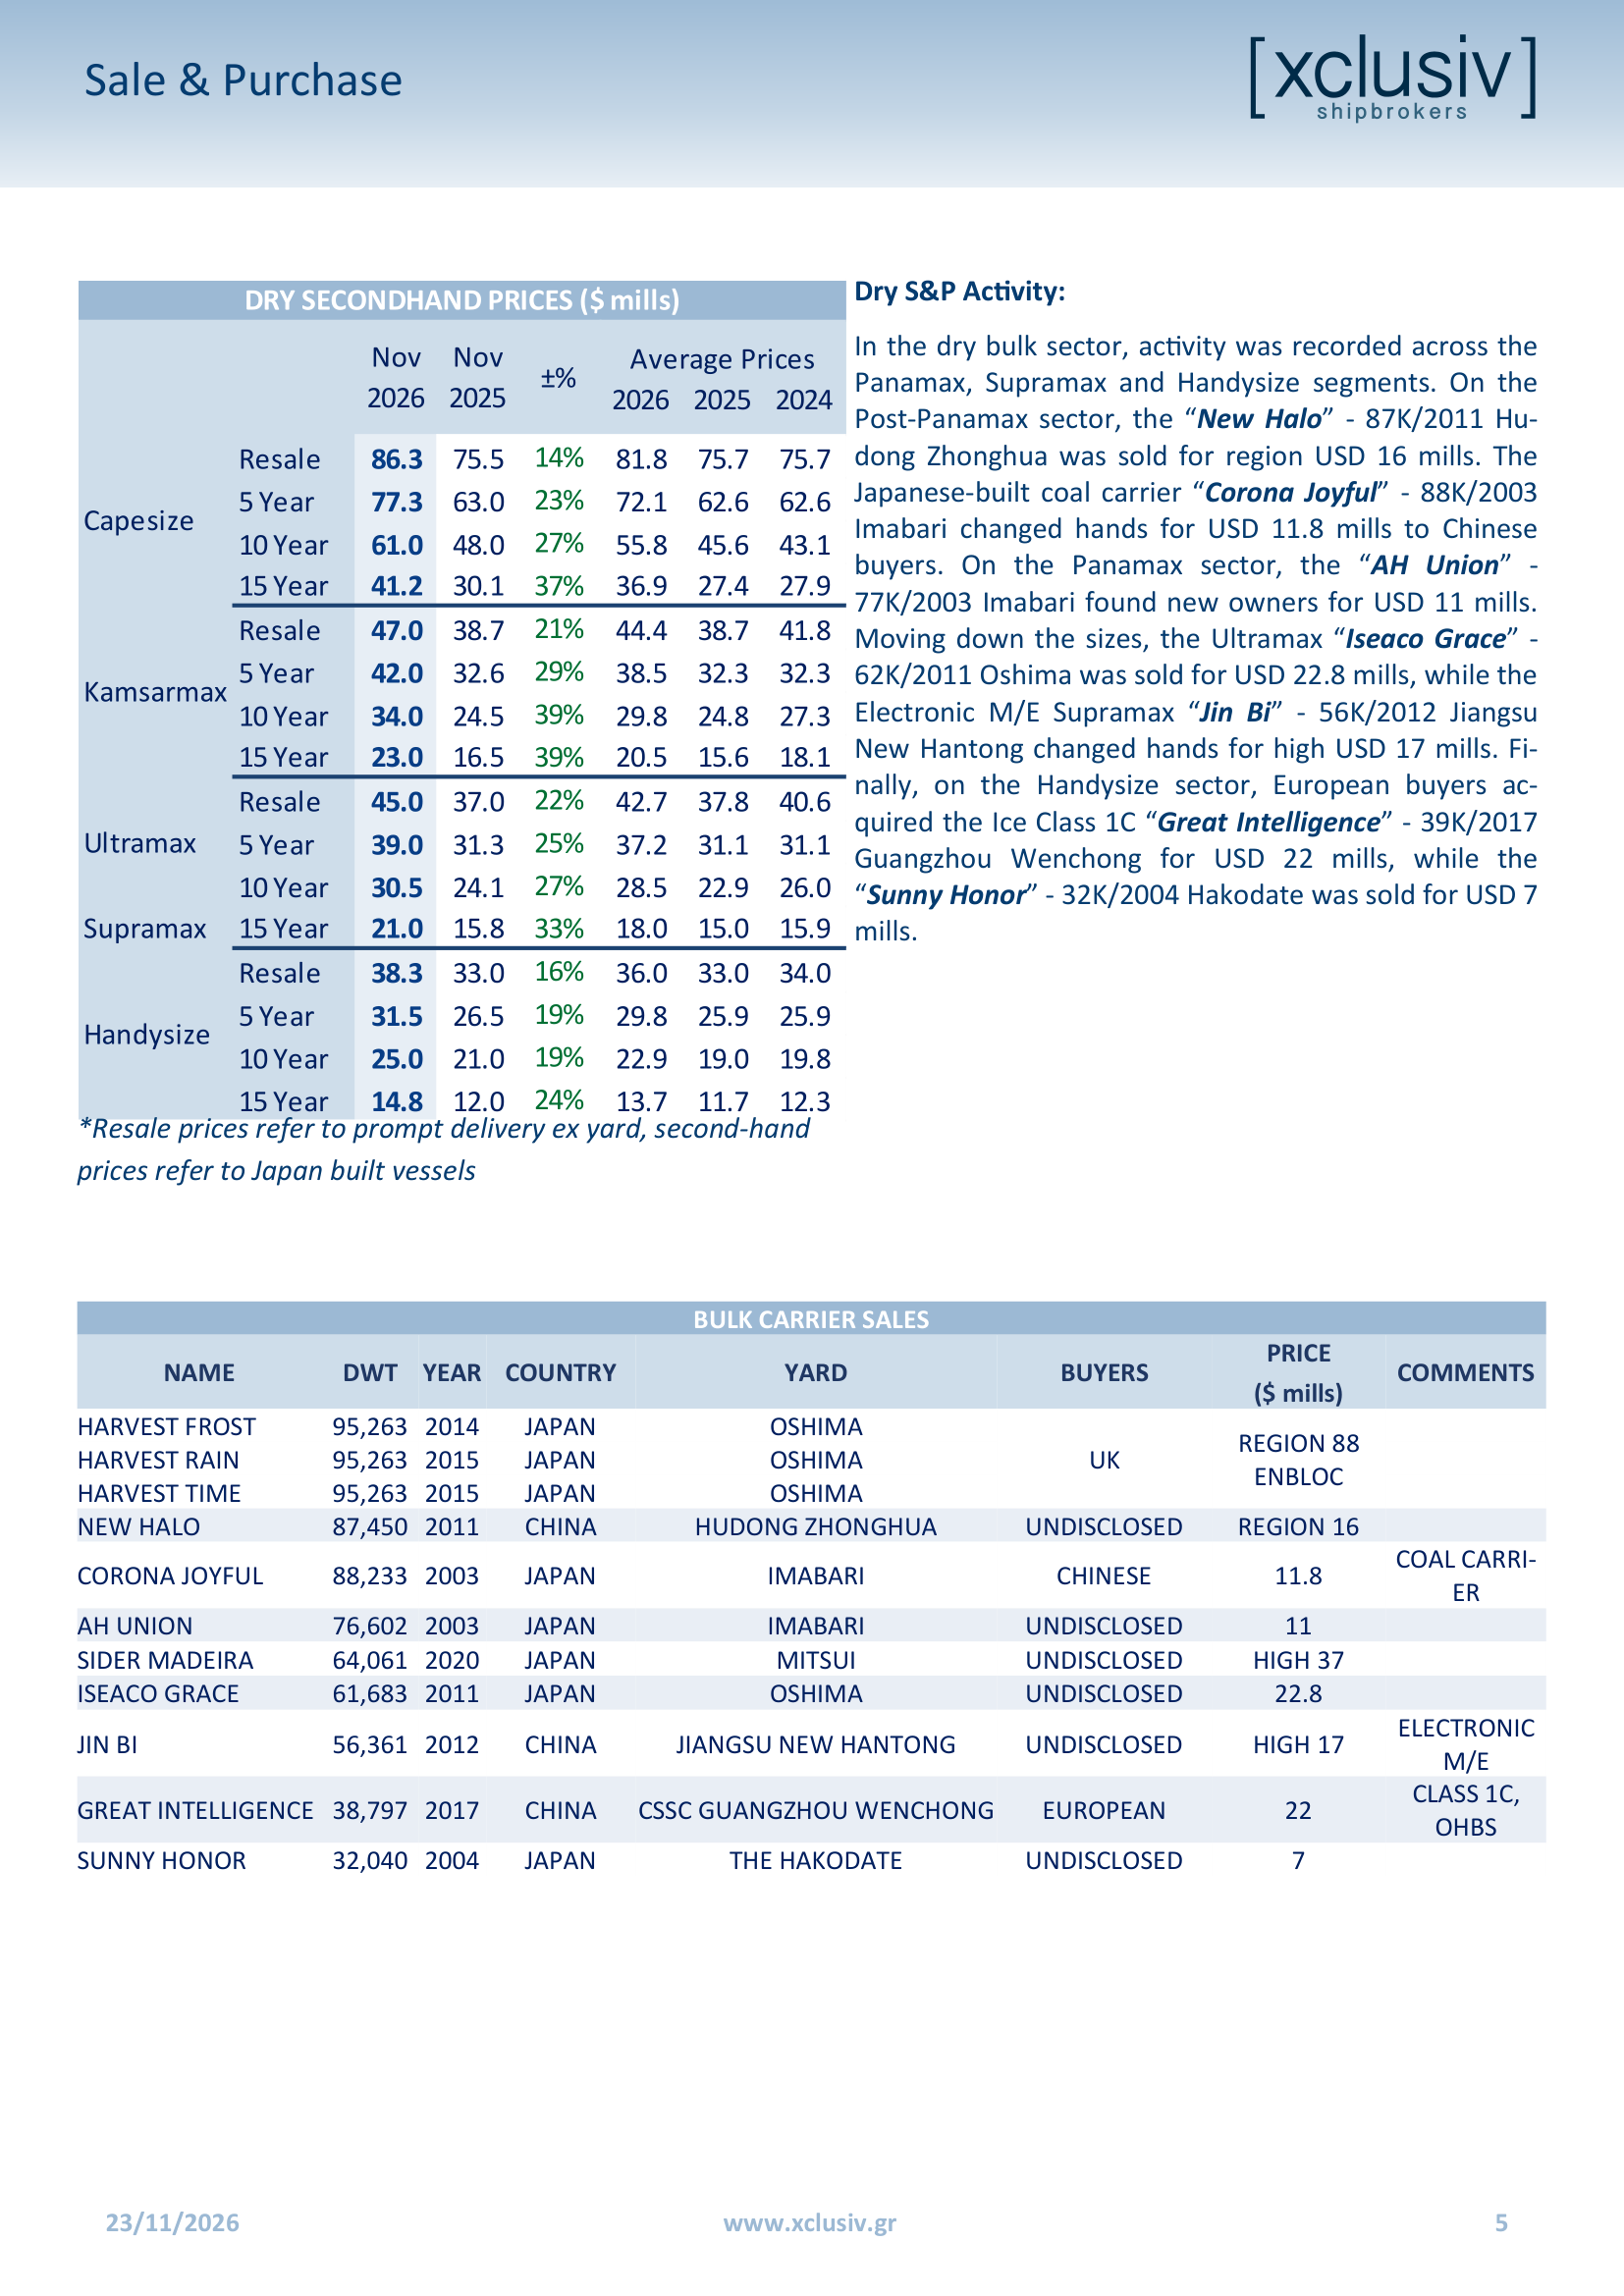 Sale & Purchase
[xclusiv]
shipbrokers
DRY SECONDHAND PRICES ($ mills)
Nov 2026 Nov 2025 ±% Average Prices 2026 2025 2024
Capesize
Resale 86.3 75.5 14% 81.8 75.7 75.7
5 Year 77.3 63.0 23% 72.1 62.6 62.6
10 Year 61.0 48.0 27% 55.8 45.6 43.1
15 Year 41.2 30.1 37% 36.9 27.4 27.9
Kamsarmax
Resale 47.0 38.7 21% 44.4 38.7 41.8
5 Year 42.0 32.6 29% 38.5 32.3 32.3
10 Year 34.0 24.5 39% 29.8 24.8 27.3
15 Year 23.0 16.5 39% 20.5 15.6 18.1
Ultramax
Resale 45.0 37.0 22% 42.7 37.8 40.6
5 Year 39.0 31.3 25% 37.2 31.1 31.1
10 Year 30.5 24.1 27% 28.5 22.9 26.0
Supramax
15 Year 21.0 15.8 33% 18.0 15.0 15.9
Handysize
Resale 38.3 33.0 16% 36.0 33.0 34.0
5 Year 31.5 26.5 19% 29.8 25.9 25.9
10 Year 25.0 21.0 19% 22.9 19.0 19.8
15 Year 14.8 12.0 24% 13.7 11.7 12.3
*Resale prices refer to prompt delivery ex yard, second-hand
prices refer to Japan built vessels
Dry S&P Activity:
In the dry bulk sector, activity was recorded across the
Panamax, Supramax and Handysize segments. On the
Post-Panamax sector, the “New Halo” - 87K/2011 Hu-
dong Zhonghua was sold for region USD 16 mills. The
Japanese-built coal carrier “Corona Joyful” - 88K/2003
Imabari changed hands for USD 11.8 mills to Chinese
buyers. On the Panamax sector, the “AH Union” -
77K/2003 Imabari found new owners for USD 11 mills.
Moving down the sizes, the Ultramax “Iseaco Grace” -
62K/2011 Oshima was sold for USD 22.8 mills, while the
Electronic M/E Supramax “Jin Bi” - 56K/2012 Jiangsu
New Hantong changed hands for high USD 17 mills. Fi-
nally, on the Handysize sector, European buyers ac-
quired the Ice Class 1C “Great Intelligence” - 39K/2017
Guangzhou Wenchong for USD 22 mills, while the
“Sunny Honor” - 32K/2004 Hakodate was sold for USD 7
mills.
BULK CARRIER SALES
NAME DWT YEAR COUNTRY YARD BUYERS PRICE ($ mills) COMMENTS
HARVEST FROST 95,263 2014 JAPAN OSHIMA
HARVEST RAIN 95,263 2015 JAPAN OSHIMA UK REGION 88 ENBLOC
HARVEST TIME 95,263 2015 JAPAN OSHIMA
NEW HALO 87,450 2011 CHINA HUDONG ZHONGHUA UNDISCLOSED REGION 16
CORONA JOYFUL 88,233 2003 JAPAN IMABARI CHINESE 11.8 COAL CARRI-
ER
AH UNION 76,602 2003 JAPAN IMABARI UNDISCLOSED 11
SIDER MADEIRA 64,061 2020 JAPAN MITSUI UNDISCLOSED HIGH 37
ISEACO GRACE 61,683 2011 JAPAN OSHIMA UNDISCLOSED 22.8
JIN BI 56,361 2012 CHINA JIANGSU NEW HANTONG UNDISCLOSED HIGH 17 ELECTRONIC
M/E
GREAT INTELLIGENCE 38,797 2017 CHINA CSSC GUANGZHOU WENCHONG EUROPEAN 22 CLASS 1C,
OHBS
SUNNY HONOR 32,040 2004 JAPAN THE HAKODATE UNDISCLOSED 7
23/11/2026 www.xclusiv.gr 5